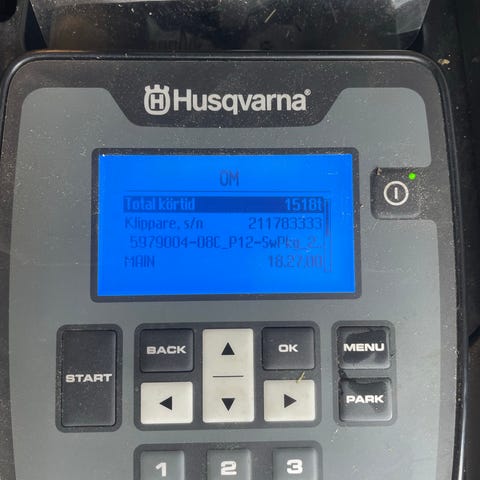 Husqvarna
OM
Total körtid 1518t
Klippare, s/n 211783333
5979004-08C_P12-SwPkg_2
MAIN 18.27.00
BACK
OK
MENU
START
PARK
1 2 3